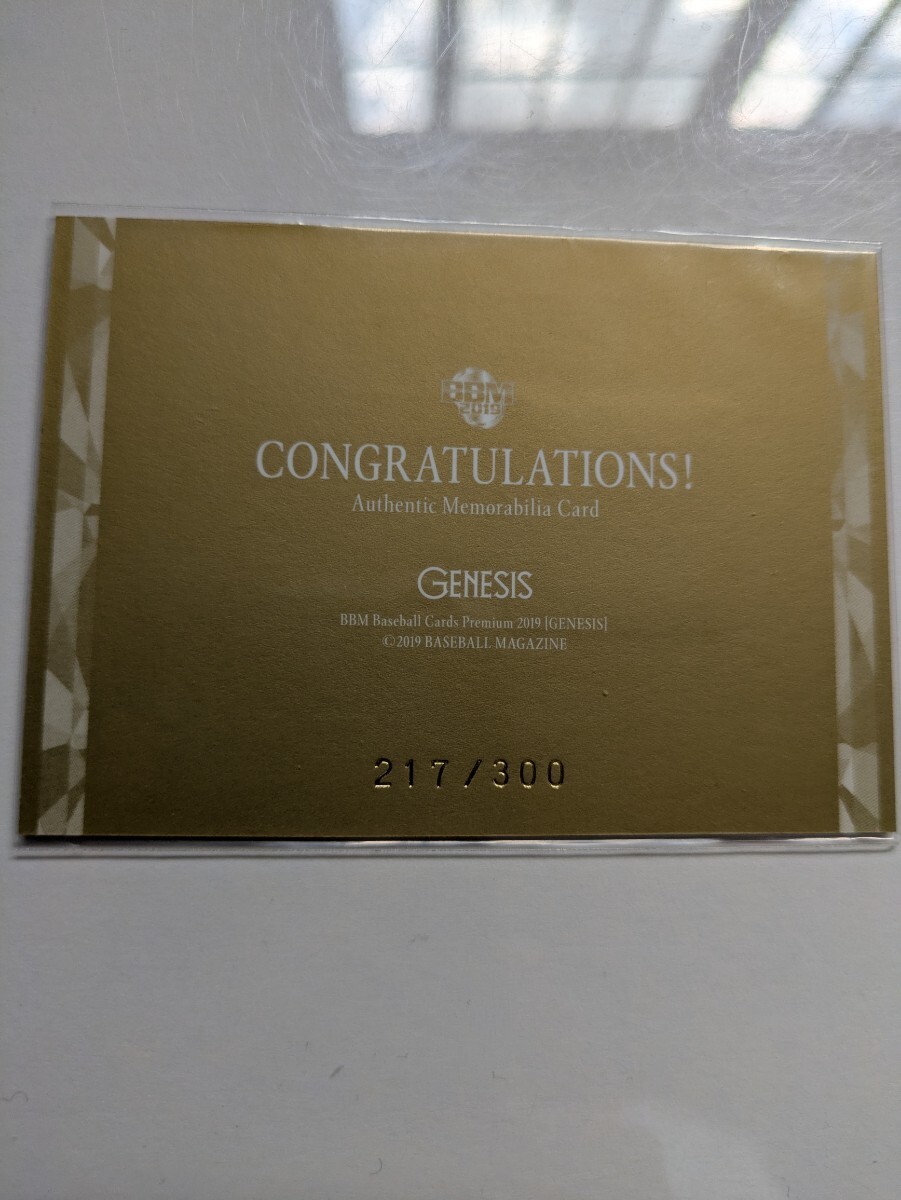 BBM
2019
CONGRATULATIONS!
Authentic Memorabilia Card
GENESIS
BBM Baseball Cards Premium 2019 [GENESIS]
©2019 BASEBALL MAGAZINE
217/300